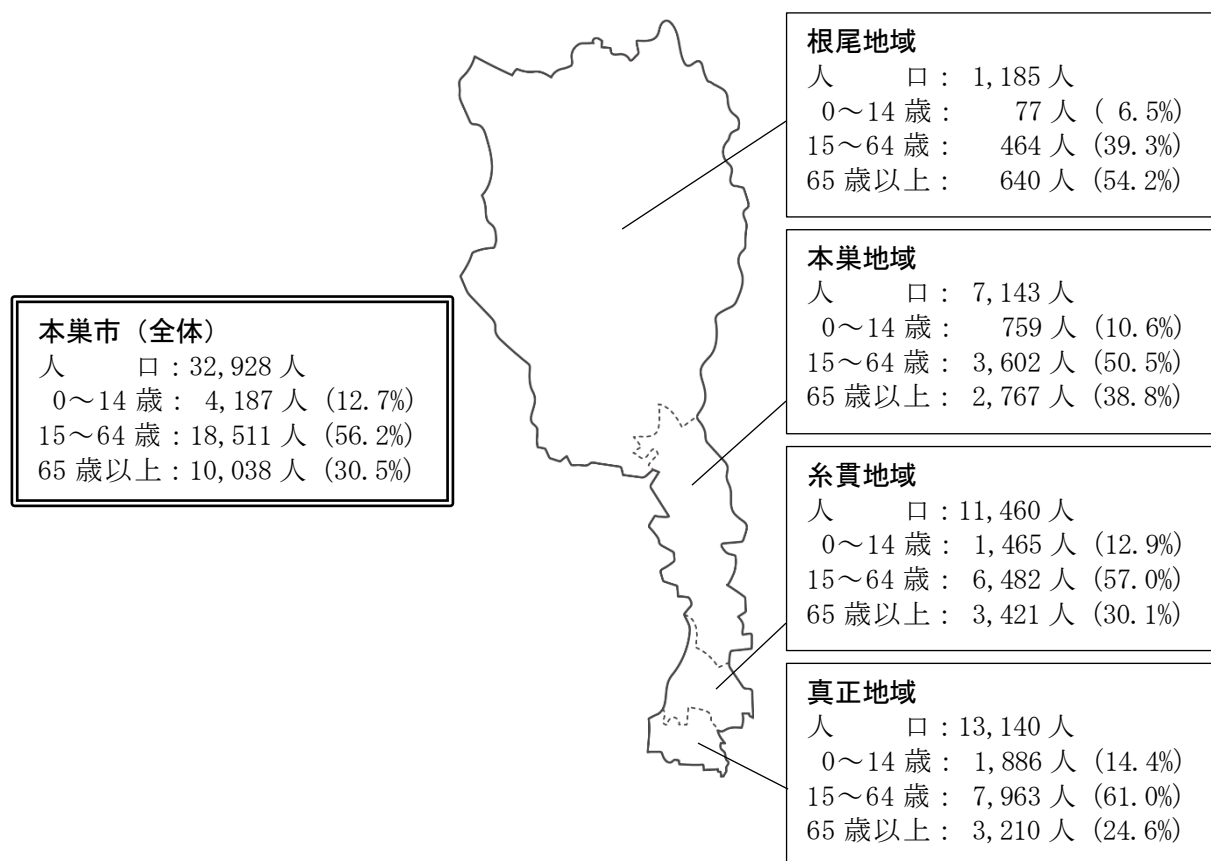 本巣市（全体）
人　　口：32,928 人
0～14 歳： 4,187 人 (12.7%)
15～64 歳：18,511 人 (56.2%)
65 歳以上：10,038 人 (30.5%)
根尾地域
人　　口： 1,185 人
0～14 歳： 77 人 ( 6.5%)
15～64 歳： 464 人 (39.3%)
65 歳以上： 640 人 (54.2%)
本巣地域
人　　口： 7,143 人
0～14 歳： 759 人 (10.6%)
15～64 歳： 3,602 人 (50.5%)
65 歳以上： 2,767 人 (38.8%)
糸貫地域
人　　口：11,460 人
0～14 歳： 1,465 人 (12.9%)
15～64 歳： 6,482 人 (57.0%)
65 歳以上： 3,421 人 (30.1%)
真正地域
人　　口：13,140 人
0～14 歳： 1,886 人 (14.4%)
15～64 歳： 7,963 人 (61.0%)
65 歳以上： 3,210 人 (24.6%)